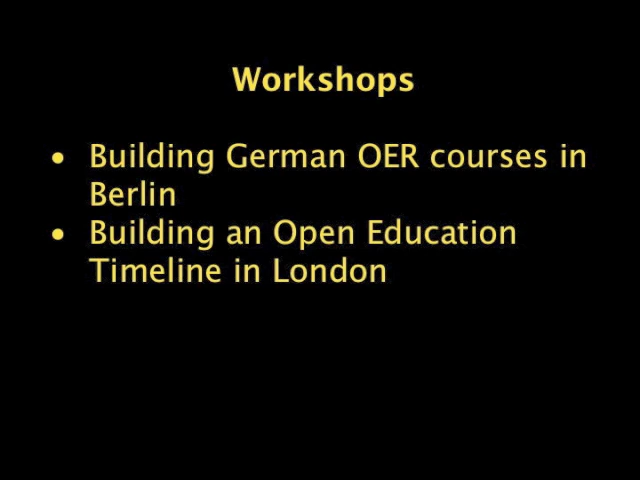 Workshops
• Building German OER courses in
Berlin
• Building an Open Education
Timeline in London